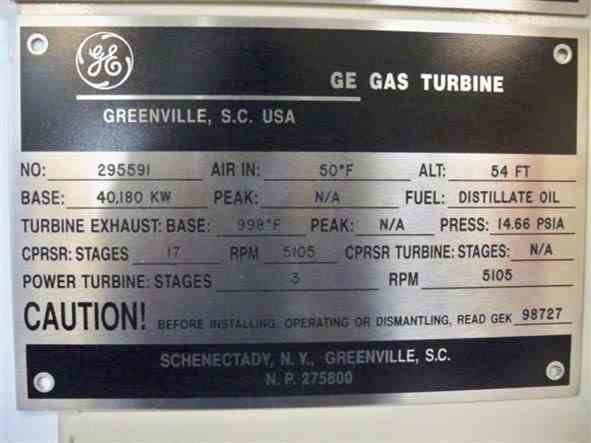 GE
GE GAS TURBINE
GREENVILLE, S.C. USA
NO: 295591 AIR IN: 50°F ALT: 54 FT
BASE: 40,180 KW PEAK: N/A FUEL: DISTILLATE OIL
TURBINE EXHAUST: BASE: 998°F PEAK: N/A PRESS: 14.66 PSIA
CPRSR: STAGES 17 RPM 5105 CPRSR TURBINE: STAGES: N/A
POWER TURBINE: STAGES 3 RPM 5105
CAUTION! BEFORE INSTALLING, OPERATING OR DISMANTLING, READ GEK 98727
SCHENECTADY, N.Y., GREENVILLE, S.C.
N.P. 275800